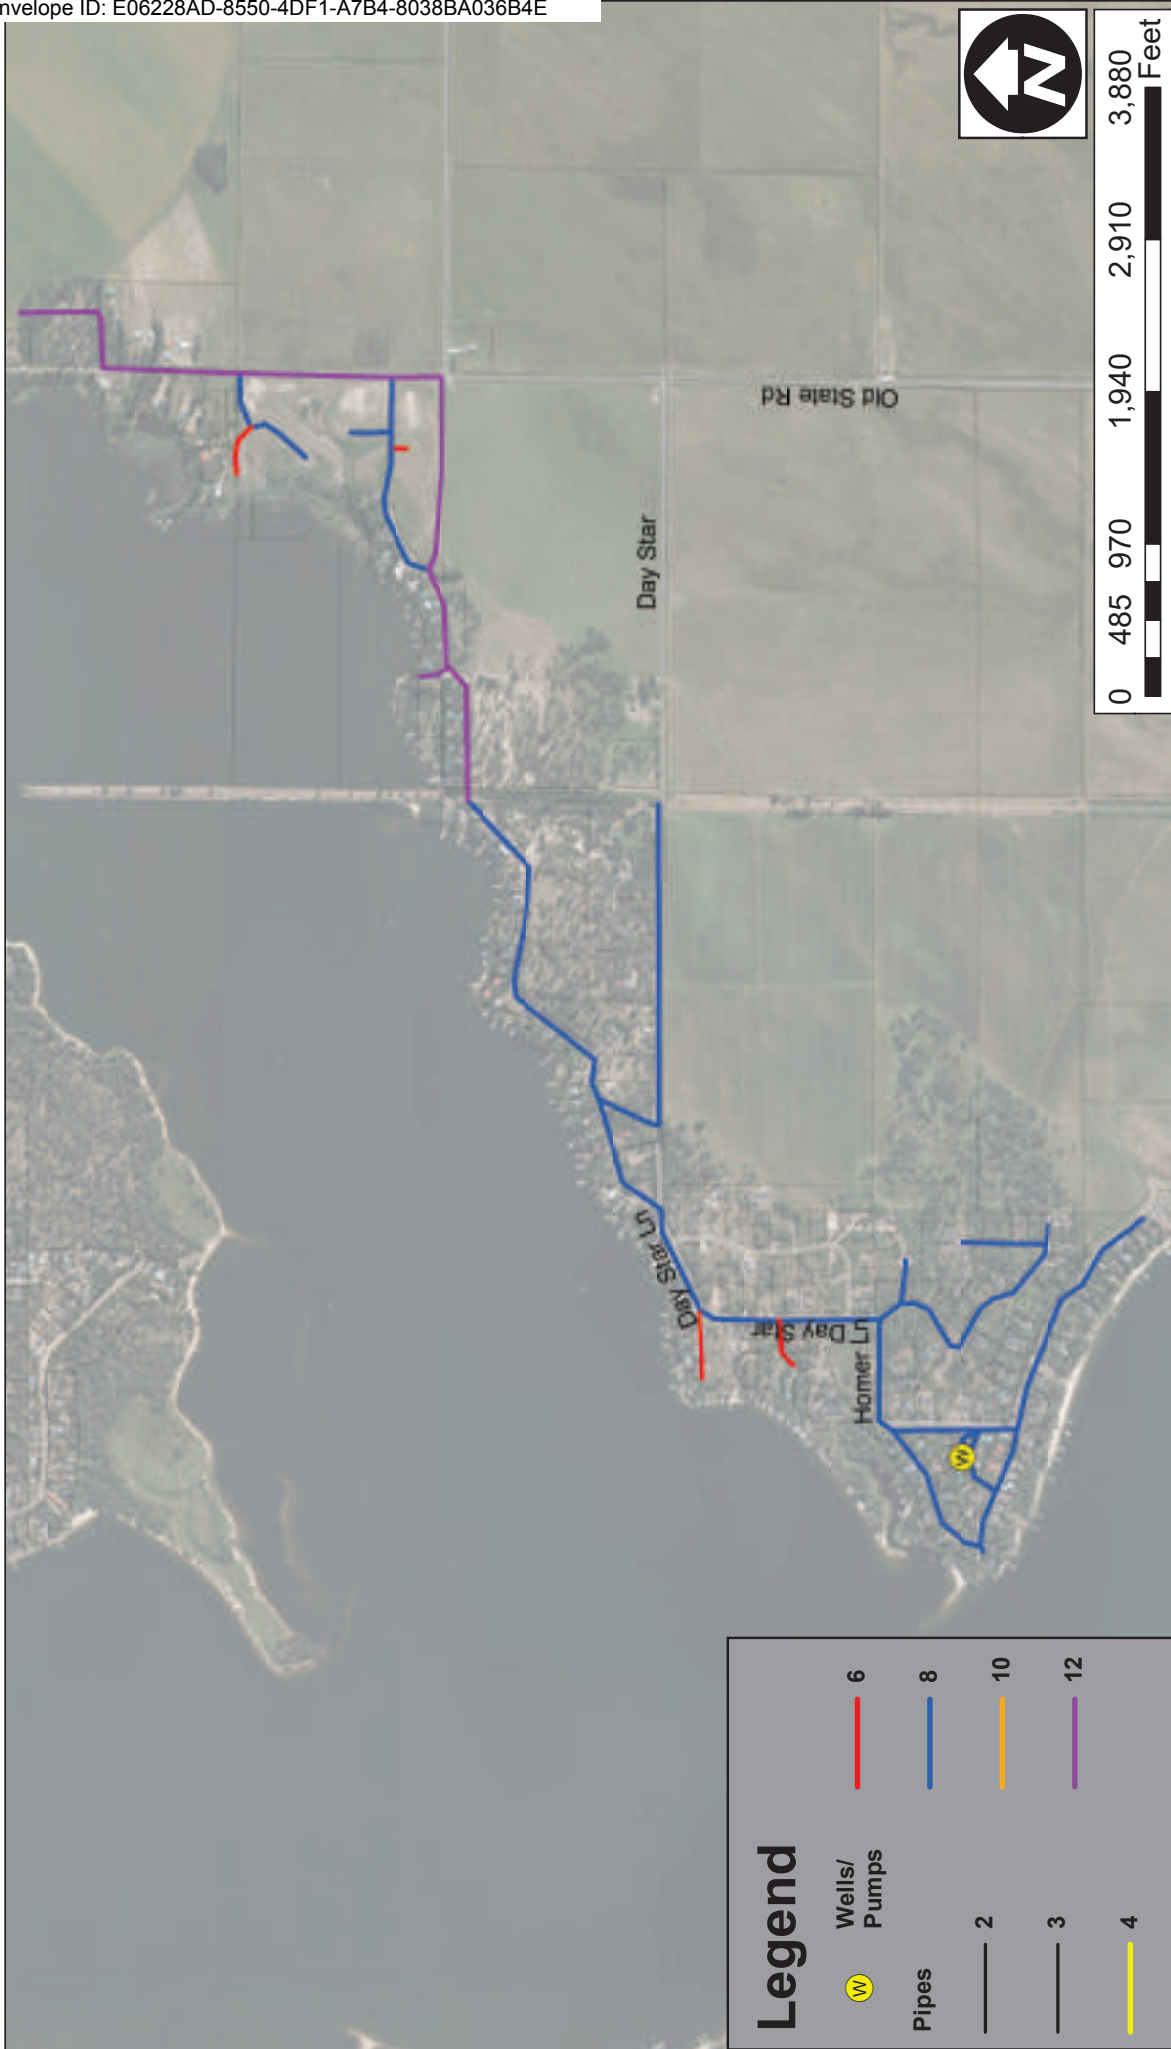 nvelope ID: E06228AD-8550-4DF1-A7B4-8038BA036B4E
N
0 485 970 1,940 2,910 3,880
Feet
Old State Rd
Day Star
Day Star Ln
Day Star
Homer Ln
W
Legend
W Wells/
Pumps
Pipes
2
3
4
6
8
10
12